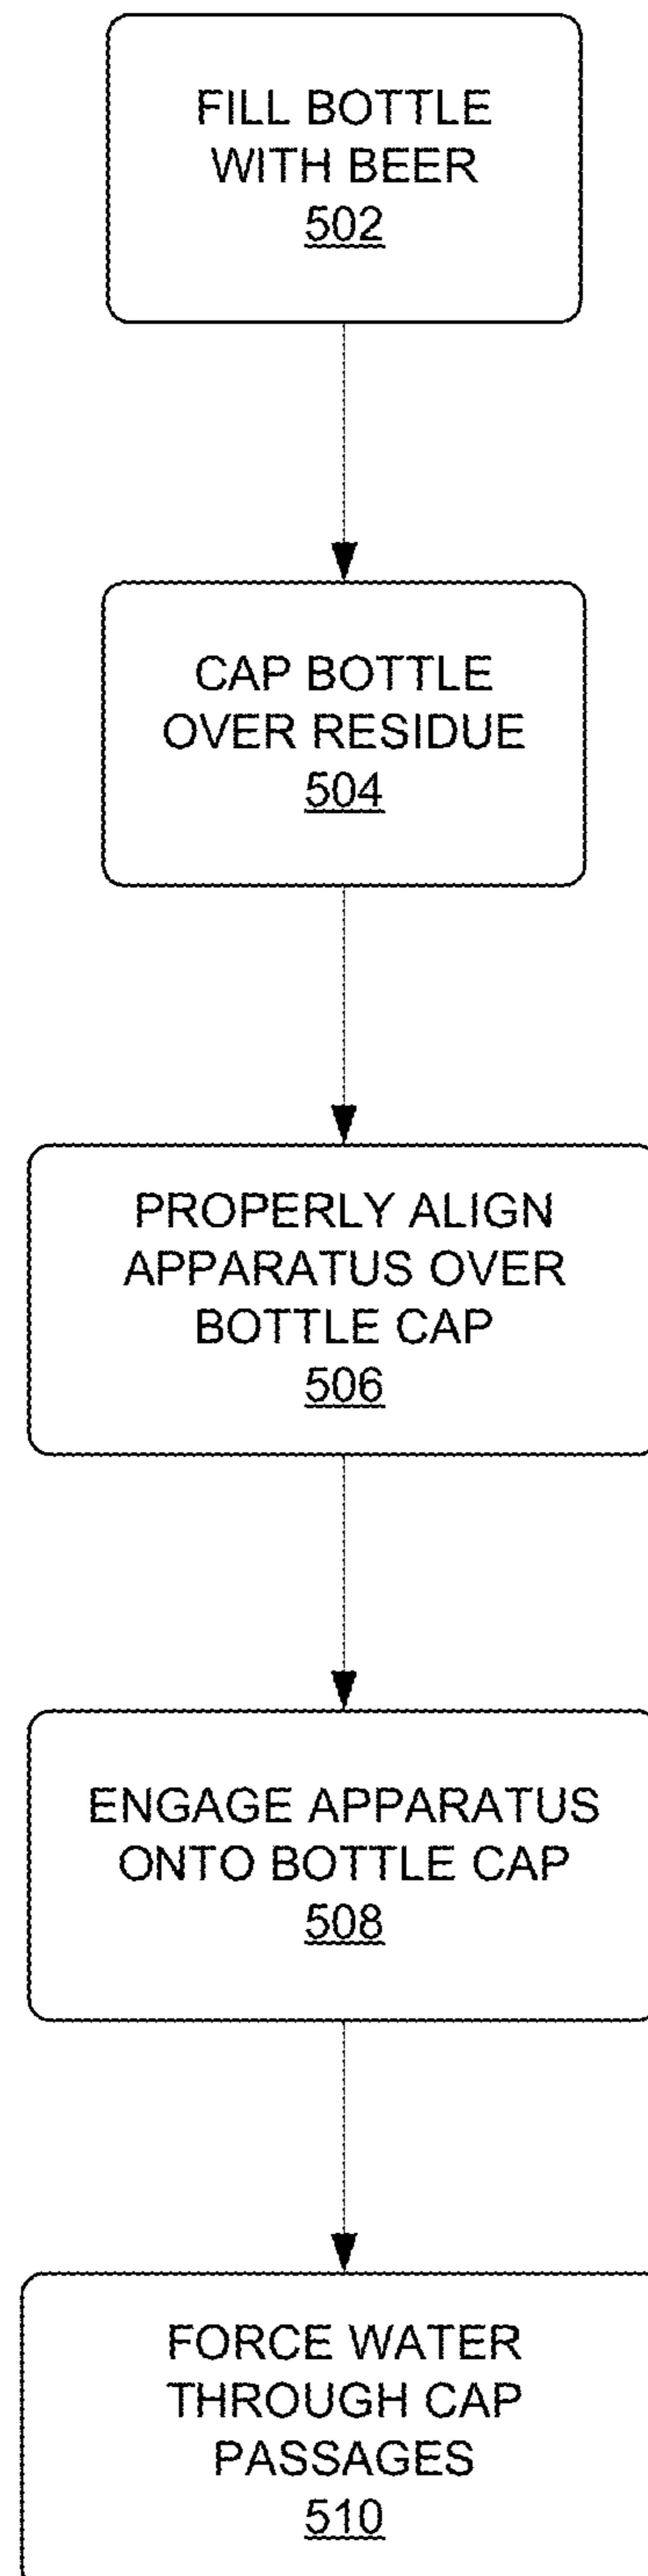 FILL BOTTLE
WITH BEER
502
CAP BOTTLE
OVER RESIDUE
504
PROPERLY ALIGN
APPARATUS OVER
BOTTLE CAP
506
ENGAGE APPARATUS
ONTO BOTTLE CAP
508
FORCE WATER
THROUGH CAP
PASSAGES
510